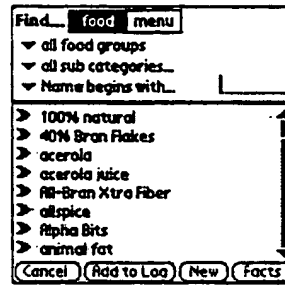 Find... food menu
all food groups
all sub categories...
Name begins with...
100% natural
40% Bran Flakes
acerola
acerola juice
All-Bran Xtra Fiber
allspice
Alpha Bits
animal fat
Cancel Add to Log New Facts